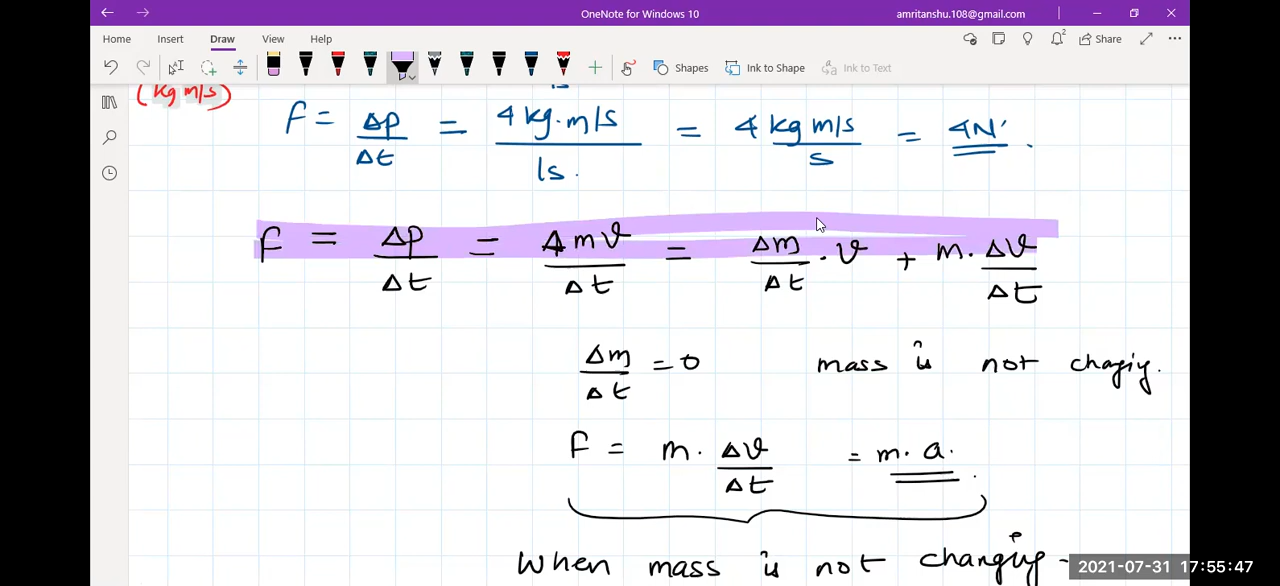 OneNote for Windows 10 amritanshu.108@gmail.com
Home Insert Draw View Help Share
Shapes Ink to Shape Ink to Text
(kg m/s)
F = Δp/Δt = 4 kg.m/s / 1s. = 4 kg m/s / s = 4N.
F = Δp/Δt = Δmv/Δt = Δm/Δt . v + m. Δv/Δt
Δm/Δt = 0 mass is not changig.
F = m. Δv/Δt = m. a.
When mass is not changing -
2021-07-31 17:55:47